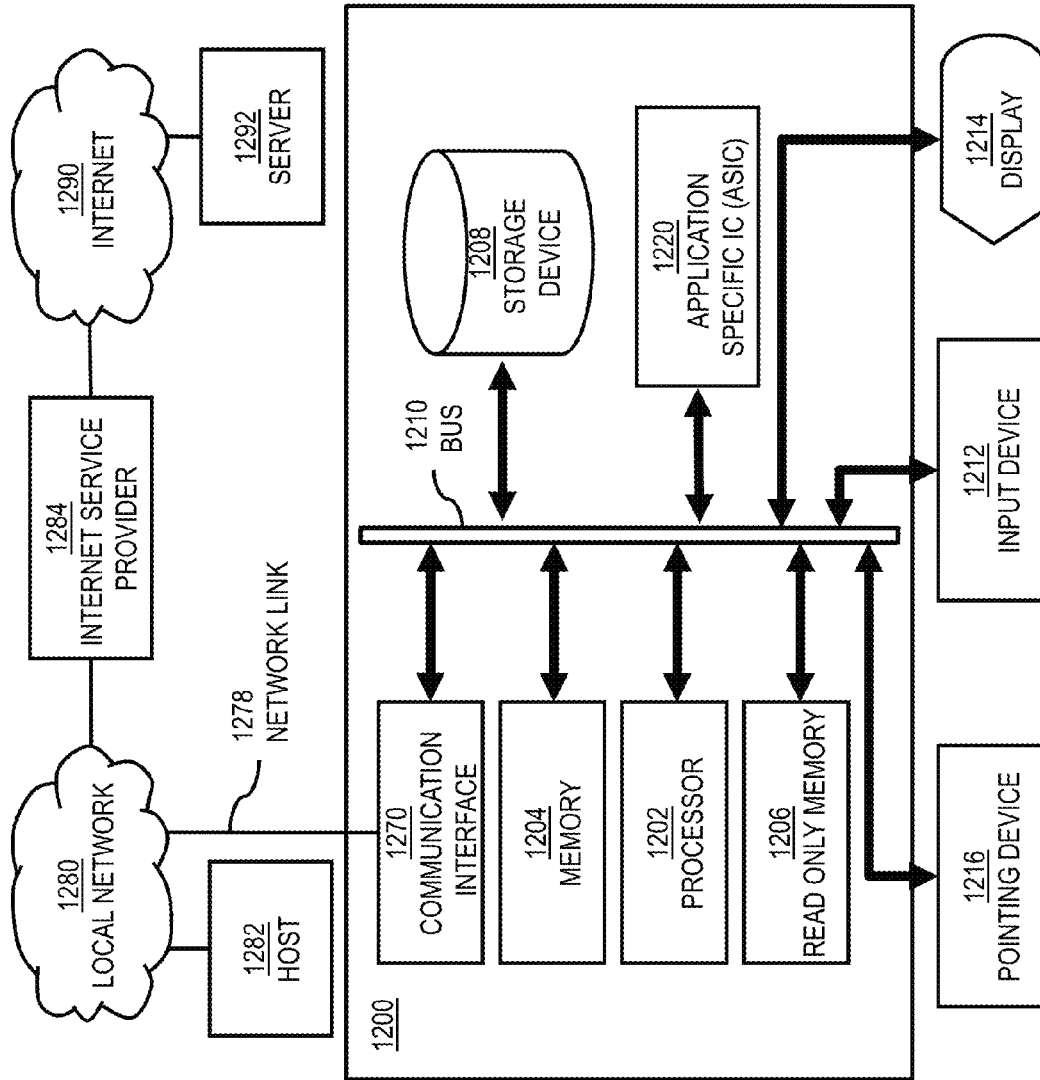 1280
LOCAL NETWORK
1284
INTERNET SERVICE
PROVIDER
1290
INTERNET
1282
HOST
1278
NETWORK LINK
1292
SERVER
1200
1270
COMMUNICATION
INTERFACE
1204
MEMORY
1202
PROCESSOR
1206
READ ONLY MEMORY
1210
BUS
1208
STORAGE
DEVICE
1220
APPLICATION
SPECIFIC IC (ASIC)
1216
POINTING DEVICE
1212
INPUT DEVICE
1214
DISPLAY